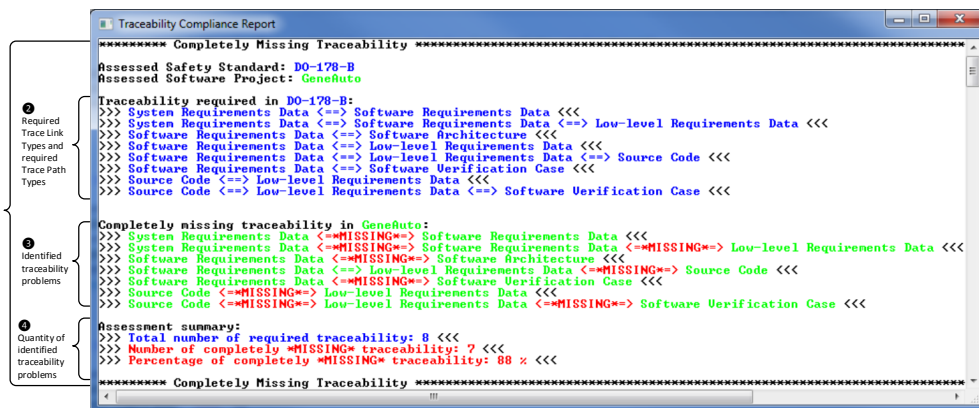 Traceability Compliance Report
********* Completely Missing Traceability *********************************************************************
Assessed Safety Standard: DO-178-B
Assessed Software Project: GeneAuto
❷
Required
Trace Link
Types and
required
Trace Path
Types
Traceability required in DO-178-B:
>>> System Requirements Data <==> Software Requirements Data <<<
>>> System Requirements Data <==> Software Requirements Data <==> Low-level Requirements Data <<<
>>> Software Requirements Data <==> Software Architecture <<<
>>> Software Requirements Data <==> Low-level Requirements Data <<<
>>> Software Requirements Data <==> Low-level Requirements Data <==> Source Code <<<
>>> Software Requirements Data <==> Software Verification Case <<<
>>> Source Code <==> Low-level Requirements Data <<<
>>> Source Code <==> Low-level Requirements Data <==> Software Verification Case <<<
❸
Identified
traceability
problems
Completely missing traceability in GeneAuto:
>>> System Requirements Data <=*MISSING*=> Software Requirements Data <<<
>>> System Requirements Data <=*MISSING*=> Software Requirements Data <=*MISSING*=> Low-level Requirements Data <<<
>>> Software Requirements Data <=*MISSING*=> Software Architecture <<<
>>> Software Requirements Data <==> Low-level Requirements Data <=*MISSING*=> Source Code <<<
>>> Software Requirements Data <=*MISSING*=> Software Verification Case <<<
>>> Source Code <=*MISSING*=> Low-level Requirements Data <<<
>>> Source Code <=*MISSING*=> Low-level Requirements Data <=*MISSING*=> Software Verification Case <<<
❹
Quantity of
identified
traceability
problems
Assessment summary:
>>> Total number of required traceability: 8 <<<
>>> Number of completely *MISSING* traceability: 7 <<<
>>> Percentage of completely *MISSING* traceability: 88 % <<<
********* Completely Missing Traceability *********************************************************************